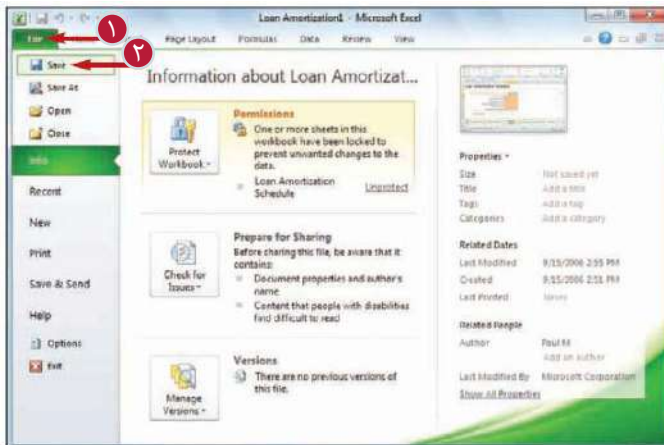 Loan Amortization1 - Microsoft Excel
١
File
Page Layout
Formulas
Data
Review
View
٢
Save
Save As
Open
Close
Info
Recent
New
Print
Save & Send
Help
Options
Exit
Information about Loan Amortizat...
Protect
Workbook
Permissions
One or more sheets in this
workbook have been locked to
prevent unwanted changes to the
data.
Loan Amortization
Schedule
Unprotect
Check for
Issues
Prepare for Sharing
Before sharing this file, be aware that it
contains:
Document properties and author's
name
Content that people with disabilities
find difficult to read
Manage
Versions
Versions
There are no previous versions of
this file.
Properties
Size Not saved yet
Title Add a title
Tags Add a tag
Categories Add a category
Related Dates
Last Modified 9/15/2006 2:55 PM
Created 9/15/2006 2:51 PM
Last Printed Never
Related People
Author Paul M
Add an author
Last Modified By Microsoft Corporation
Show All Properties